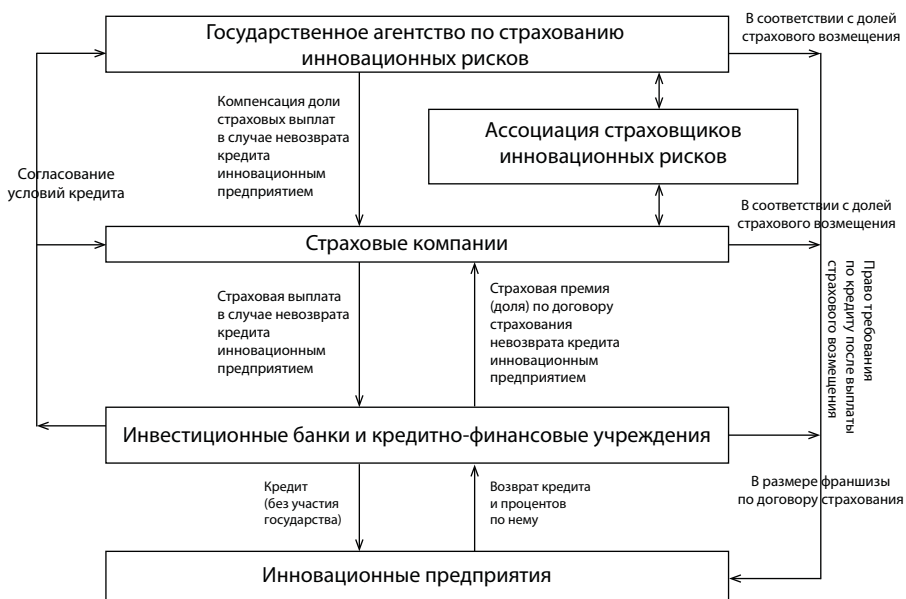 Государственное агентство по страхованию
инновационных рисков
В соответствии с долей
страхового возмещения
Компенсация доли
страховых выплат
в случае невозврата
кредита
инновационным
предприятием
Ассоциация страховщиков
инновационных рисков
Согласование
условий кредита
В соответствии с долей
страхового возмещения
Страховые компании
Право требования
по кредиту после выплаты
страхового возмещения
Страховая выплата
в случае невозврата
кредита
инновационным
предприятием
Страховая премия
(доля) по договору
страхования
невозврата кредита
инновационным
предприятием
Инвестиционные банки и кредитно-финансовые учреждения
Кредит
(без участия
государства)
Возврат кредита
и процентов
по нему
В размере франшизы
по договору страхования
Инновационные предприятия